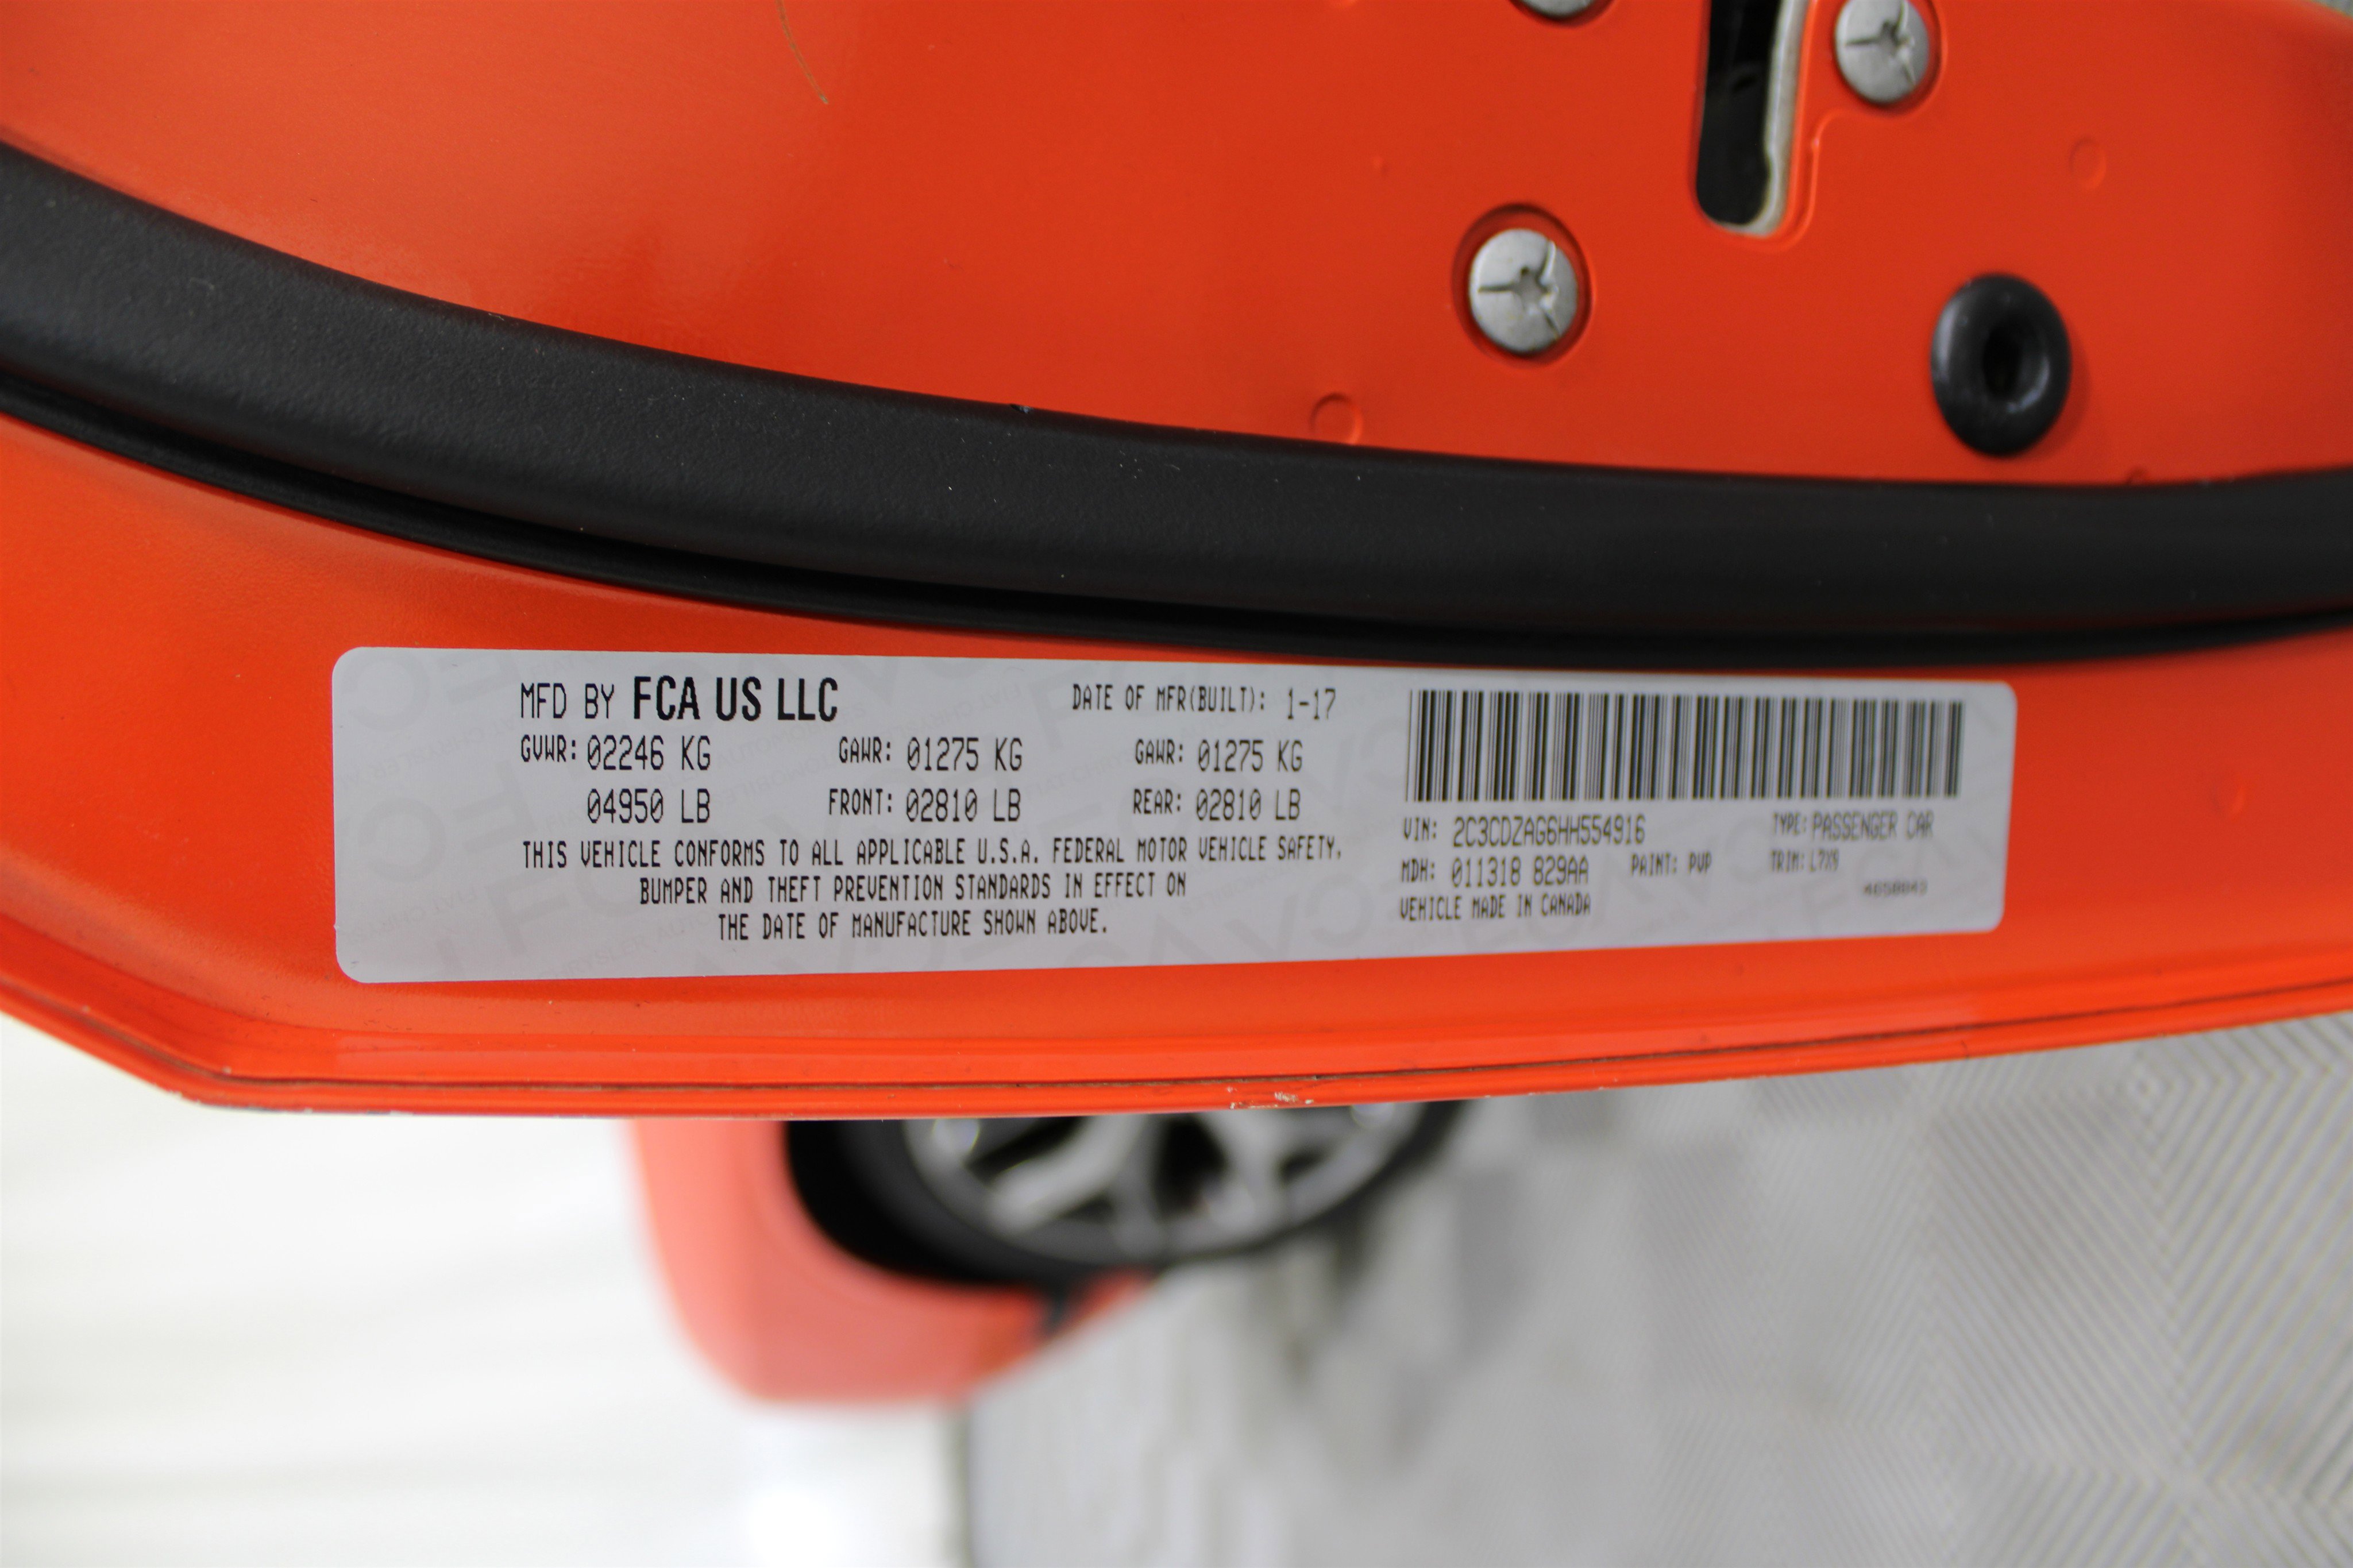 MFD BY FCA US LLC DATE OF MFR(BUILT): 1-17
GVWR: 02246 KG GAWR: 01275 KG GAWR: 01275 KG
04950 LB FRONT: 02810 LB REAR: 02810 LB
THIS VEHICLE CONFORMS TO ALL APPLICABLE U.S.A. FEDERAL MOTOR VEHICLE SAFETY,
BUMPER AND THEFT PREVENTION STANDARDS IN EFFECT ON
THE DATE OF MANUFACTURE SHOWN ABOVE.
VIN: 2C3CDZAG6HH554916 TYPE: PASSENGER CAR
MDH: 011318 829AA PAINT: PVP TRIM: L7X9
VEHICLE MADE IN CANADA